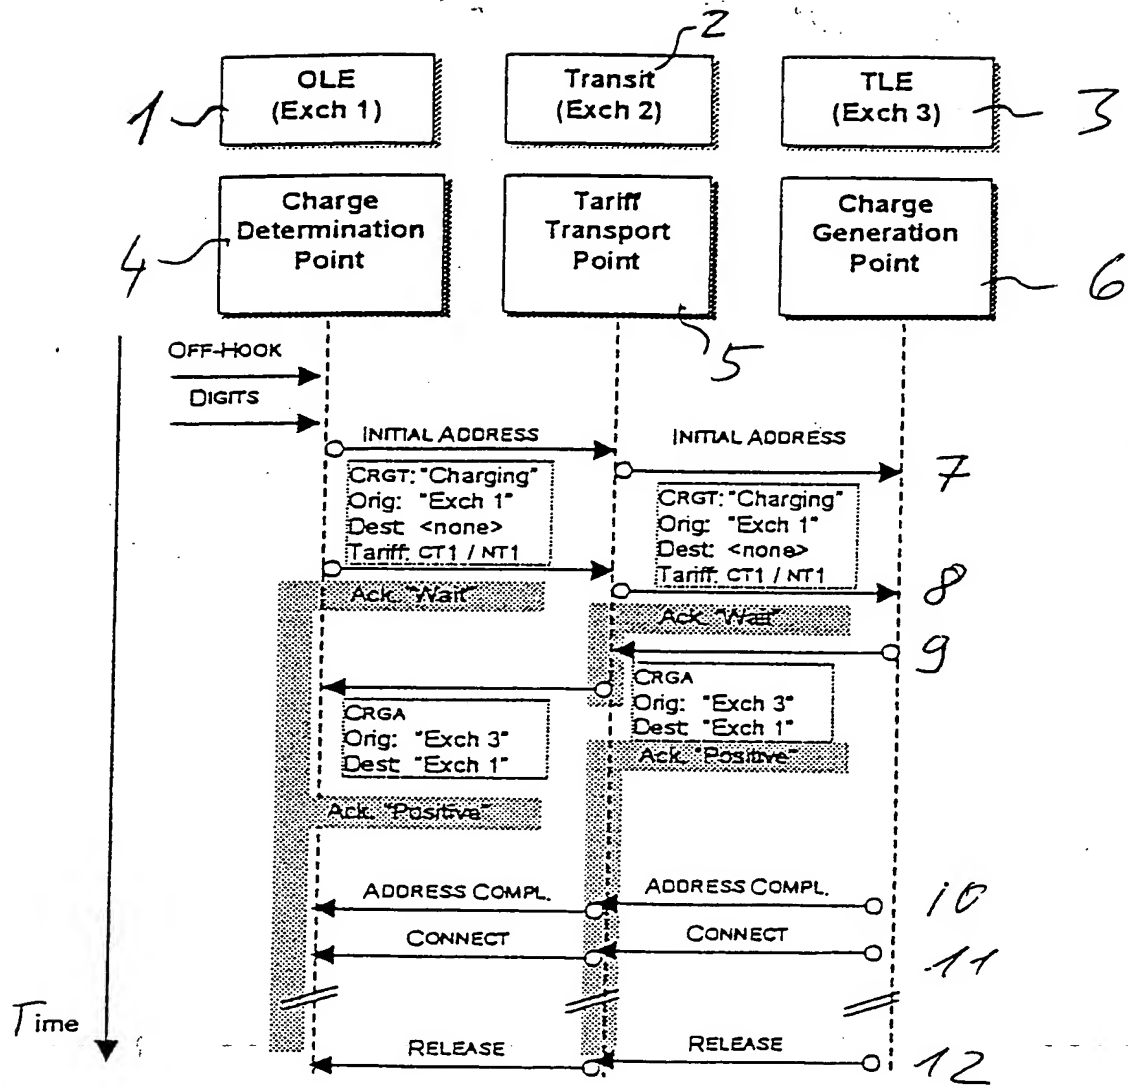 2
OLE
(Exch 1)
Transit
(Exch 2)
TLE
(Exch 3)
1
3
Charge
Determination
Point
Tariff
Transport
Point
Charge
Generation
Point
4
5
6
OFF-HOOK
DIGITS
INITIAL ADDRESS
INITIAL ADDRESS
7
CRGT: "Charging"
Orig: "Exch 1"
Dest: <none>
Tariff: CT1 / NT1
CRGT: "Charging"
Orig: "Exch 1"
Dest: <none>
Tariff: CT1 / NT1
8
Ack. "Wait"
Ack. "Wait"
9
CRGA
Orig: "Exch 3"
Dest: "Exch 1"
CRGA
Orig: "Exch 3"
Dest: "Exch 1"
Ack. "Positive"
Ack. "Positive"
ADDRESS COMPL.
ADDRESS COMPL.
10
CONNECT
CONNECT
11
Time
RELEASE
RELEASE
12